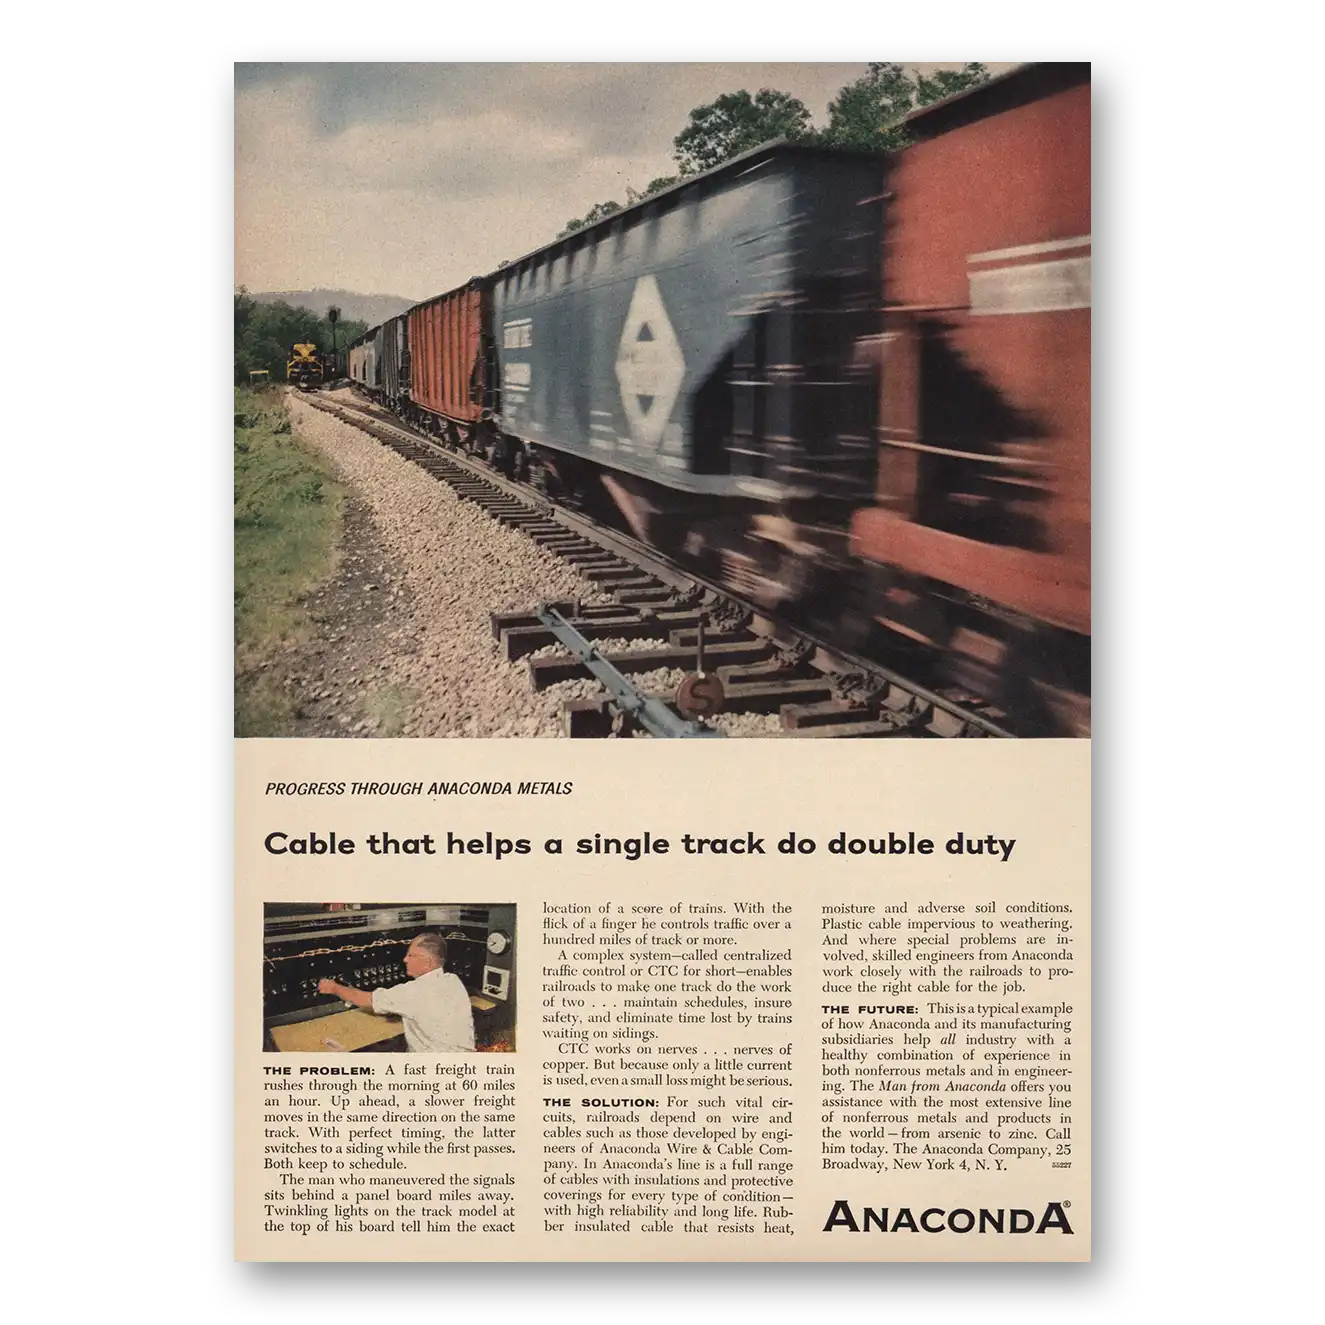 S
PROGRESS THROUGH ANACONDA METALS
Cable that helps a single track do double duty
THE PROBLEM: A fast freight train
rushes through the morning at 60 miles
an hour. Up ahead, a slower freight
moves in the same direction on the same
track. With perfect timing, the latter
switches to a siding while the first passes.
Both keep to schedule.
The man who maneuvered the signals
sits behind a panel board miles away.
Twinkling lights on the track model at
the top of his board tell him the exact
location of a score of trains. With the
flick of a finger he controls traffic over a
hundred miles of track or more.
A complex system—called centralized
traffic control or CTC for short—enables
railroads to make one track do the work
of two . . . maintain schedules, insure
safety, and eliminate time lost by trains
waiting on sidings.
CTC works on nerves . . . nerves of
copper. But because only a little current
is used, even a small loss might be serious.
THE SOLUTION: For such vital cir-
cuits, railroads depend on wire and
cables such as those developed by engi-
neers of Anaconda Wire & Cable Com-
pany. In Anaconda's line is a full range
of cables with insulations and protective
coverings for every type of condition—
with high reliability and long life. Rub-
ber insulated cable that resists heat,
moisture and adverse soil conditions.
Plastic cable impervious to weathering.
And where special problems are in-
volved, skilled engineers from Anaconda
work closely with the railroads to pro-
duce the right cable for the job.
THE FUTURE: This is a typical example
of how Anaconda and its manufacturing
subsidiaries help all industry with a
healthy combination of experience in
both nonferrous metals and in engineer-
ing. The Man from Anaconda offers you
assistance with the most extensive line
of nonferrous metals and products in
the world—from arsenic to zinc. Call
him today. The Anaconda Company, 25
Broadway, New York 4, N. Y. 55227
ANACONDA®